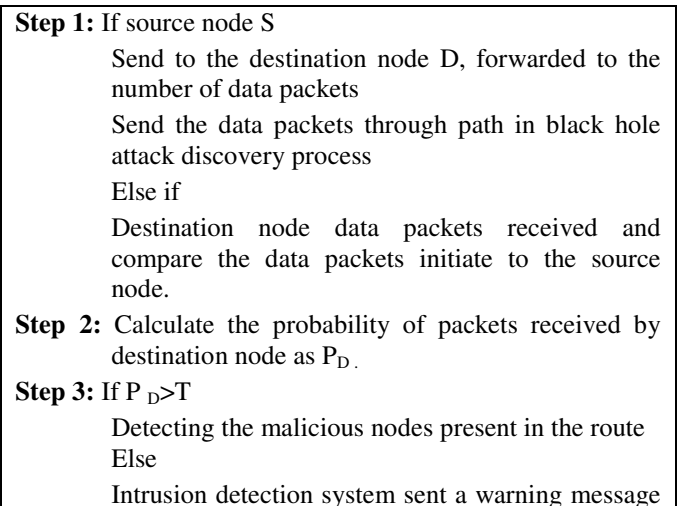 Step 1: If source node S
Send to the destination node D, forwarded to the
number of data packets
Send the data packets through path in black hole
attack discovery process
Else if
Destination node data packets received and
compare the data packets initiate to the source
node.
Step 2: Calculate the probability of packets received by
destination node as P_D .
Step 3: If P _D>T
Detecting the malicious nodes present in the route
Else
Intrusion detection system sent a warning message